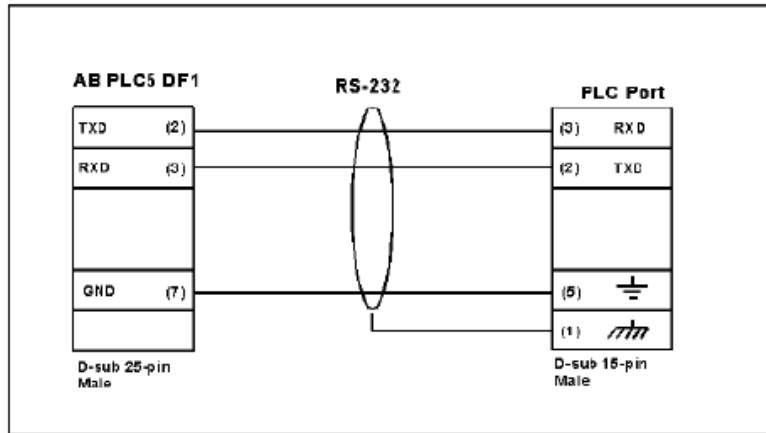 AB PLC5 DF1
RS-232
PLC Port
TXD (2)
(3) RXD
RXD (3)
(2) TXD
GND (7)
(5)
(1)
D-sub 25-pin
Male
D-sub 15-pin
Male